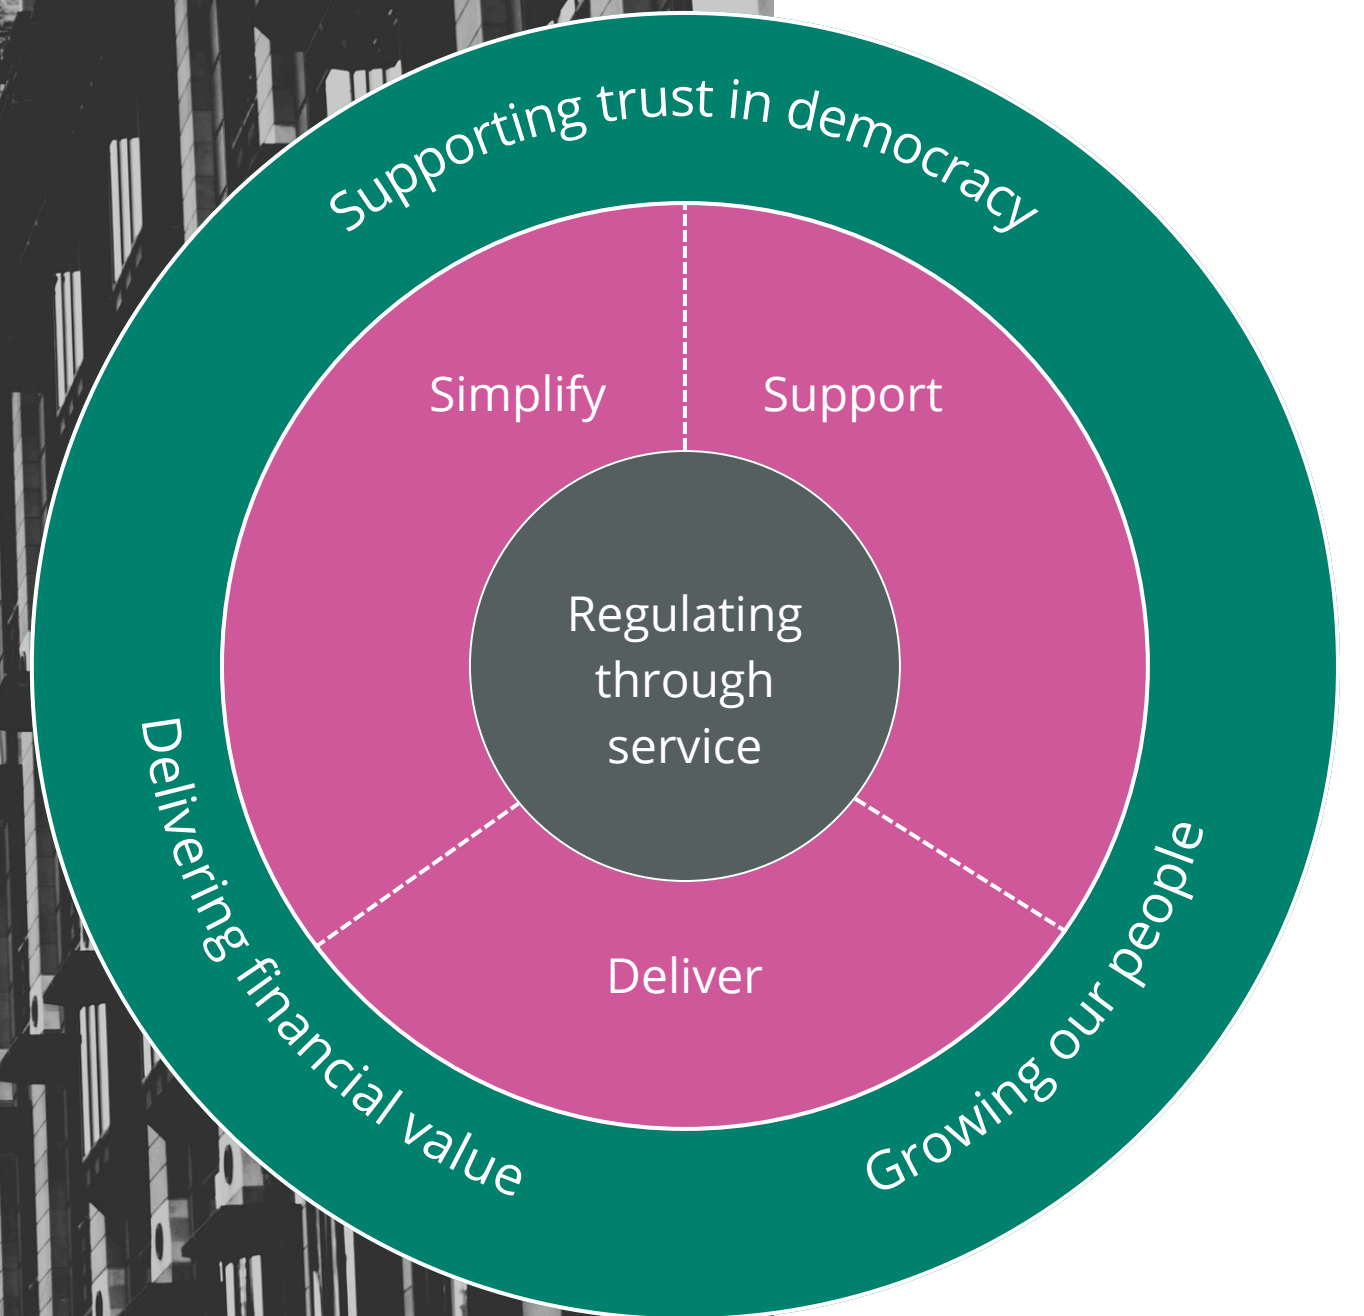 Supporting trust in democracy
Simplify
Support
Regulating
through
service
Deliver
Delivering financial value
Growing our people